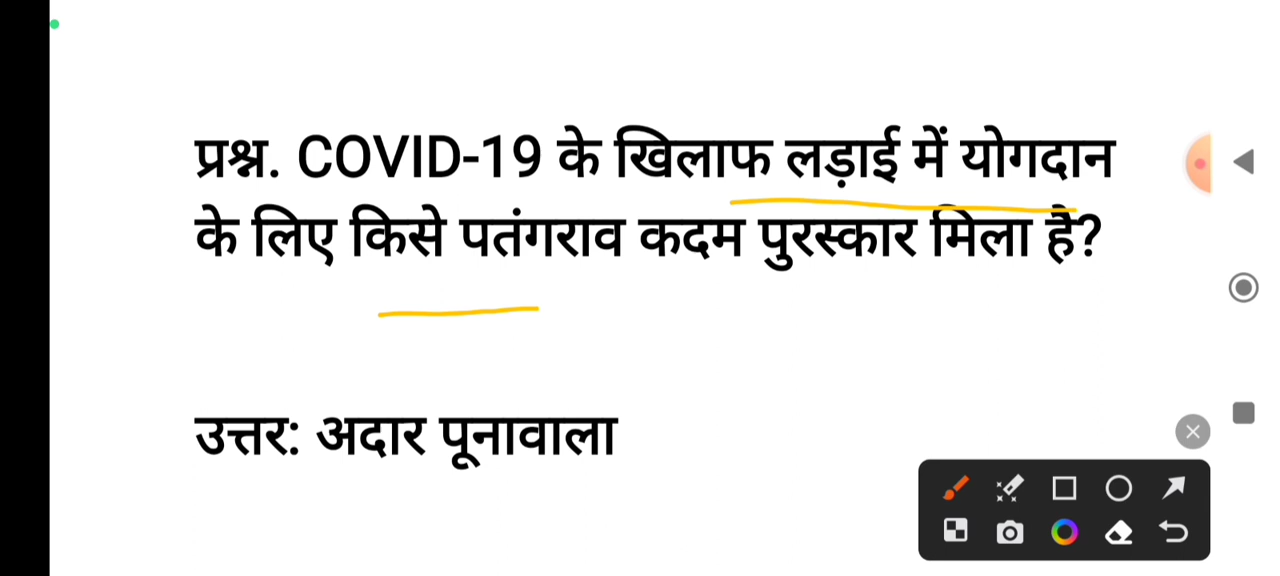 प्रश्न. COVID-19 के खिलाफ लड़ाई में योगदान
के लिए किसे पतंगराव कदम पुरस्कार मिला है?
उत्तर: अदार पूनावाला